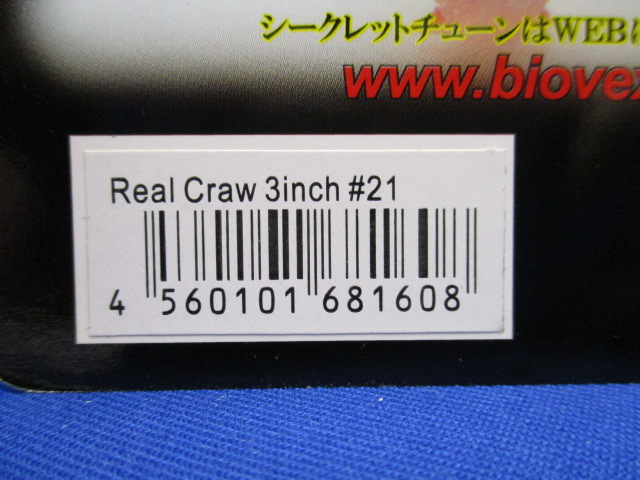 シークレットチューンはWEBに
www.biovex
Real Craw 3inch #21
4 560101 681608